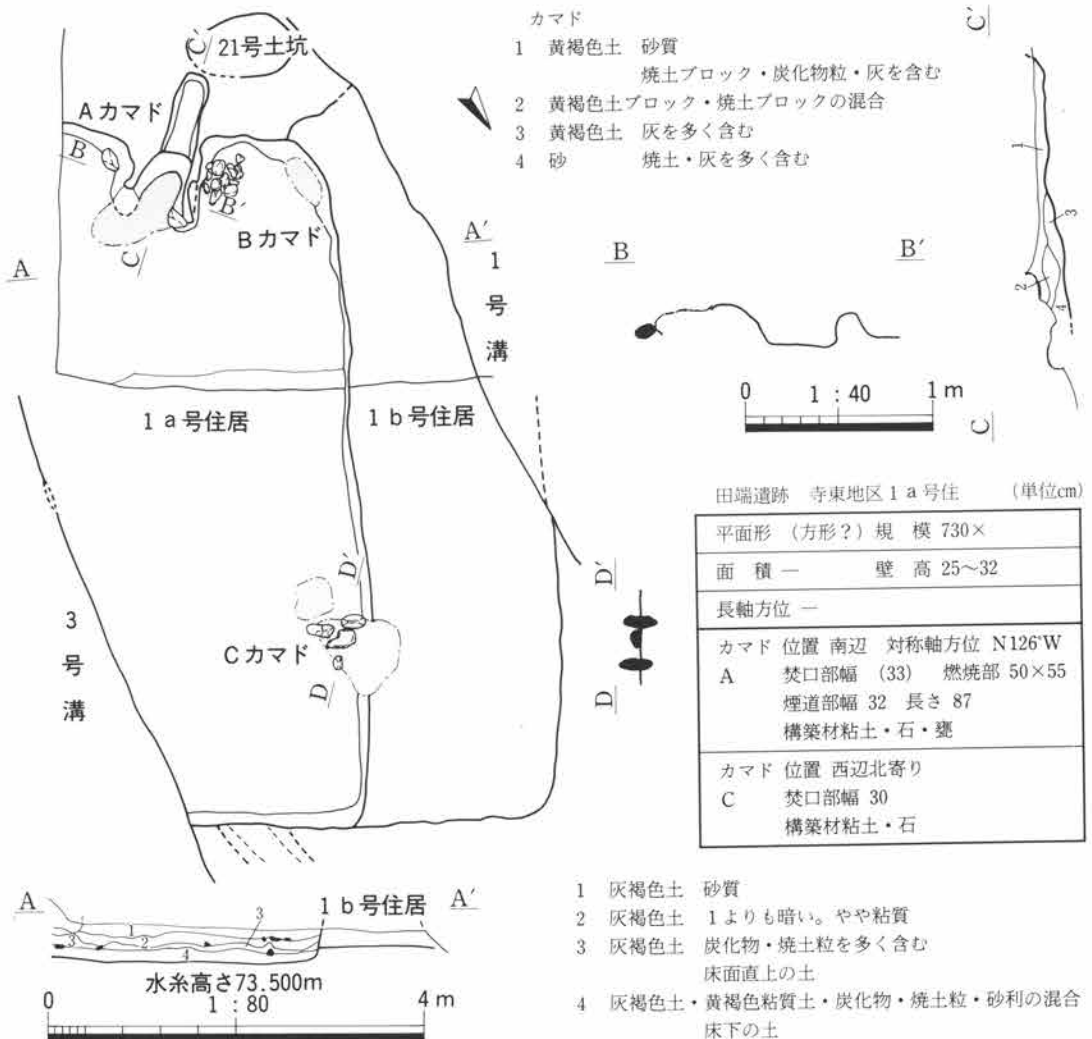 カマド
1 黄褐色土 砂質
焼土ブロック・炭化物粒・灰を含む
2 黄褐色土ブロック・焼土ブロックの混合
3 黄褐色土 灰を多く含む
4 砂 焼土・灰を多く含む
21号土坑
C′
Aカマド
B
B′
Bカマド
C
A
A′
1号溝
1a号住居
1b号住居
3号溝
D′
Cカマド
D
B
B′
0 1:40 1m
C′
1
3
2
4
C
D′
D
田端遺跡 寺東地区1a号住 (単位cm)
平面形 (方形?) 規模 730×
面積 — 壁高 25〜32
長軸方位 —
カマド 位置 南辺 対称軸方位 N126°W
A 焚口部幅 (33) 燃焼部 50×55
煙道部幅 32 長さ 87
構築材粘土・石・甕
カマド 位置 西辺北寄り
C 焚口部幅 30
構築材粘土・石
A
1b号住居
A′
1
3
3
2
4
水糸高さ73.500m
0 1:80 4m
1 灰褐色土 砂質
2 灰褐色土 1よりも暗い。やや粘質
3 灰褐色土 炭化物・焼土粒を多く含む
床面直上の土
4 灰褐色土・黄褐色粘質土・炭化物・焼土粒・砂利の混合
床下の土